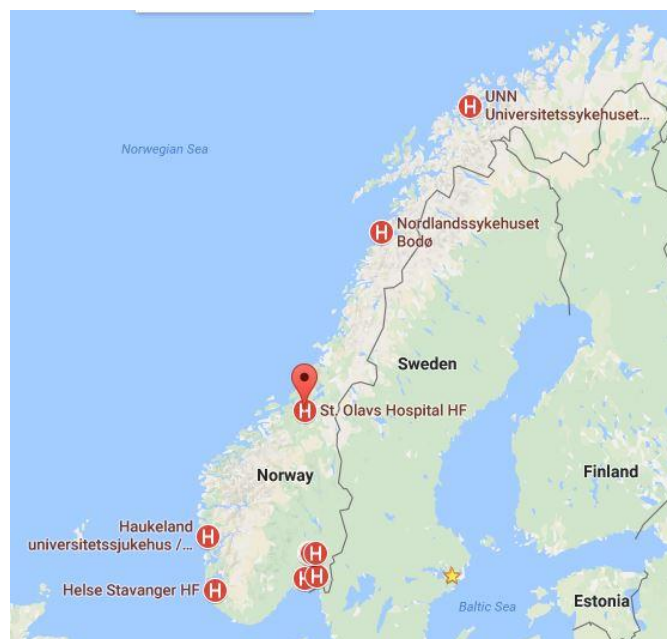 UNN
Universitetssykehuset...
Norwegian Sea
H
Nordlandssykehuset
H
Bodø
Sweden
H
St. Olavs Hospital HF
Norway
Finland
Haukeland
universitetssjukehus /...
H
H
H
H
Helse Stavanger HF
H
Estonia
Baltic Sea